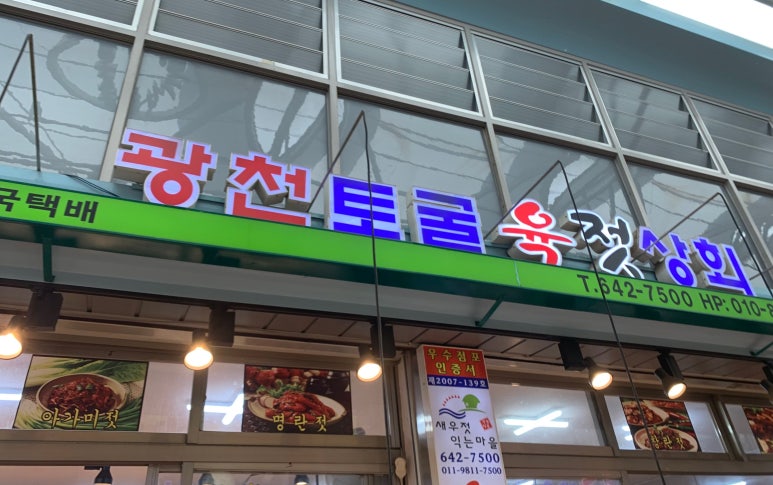 광천토굴육젓상회
국택배
T.642-7500 HP:010-8
아가미젓
명란젓
우수점포
인증서
제2007-139호
새우젓
익는마을
642-7500
011-9811-7500